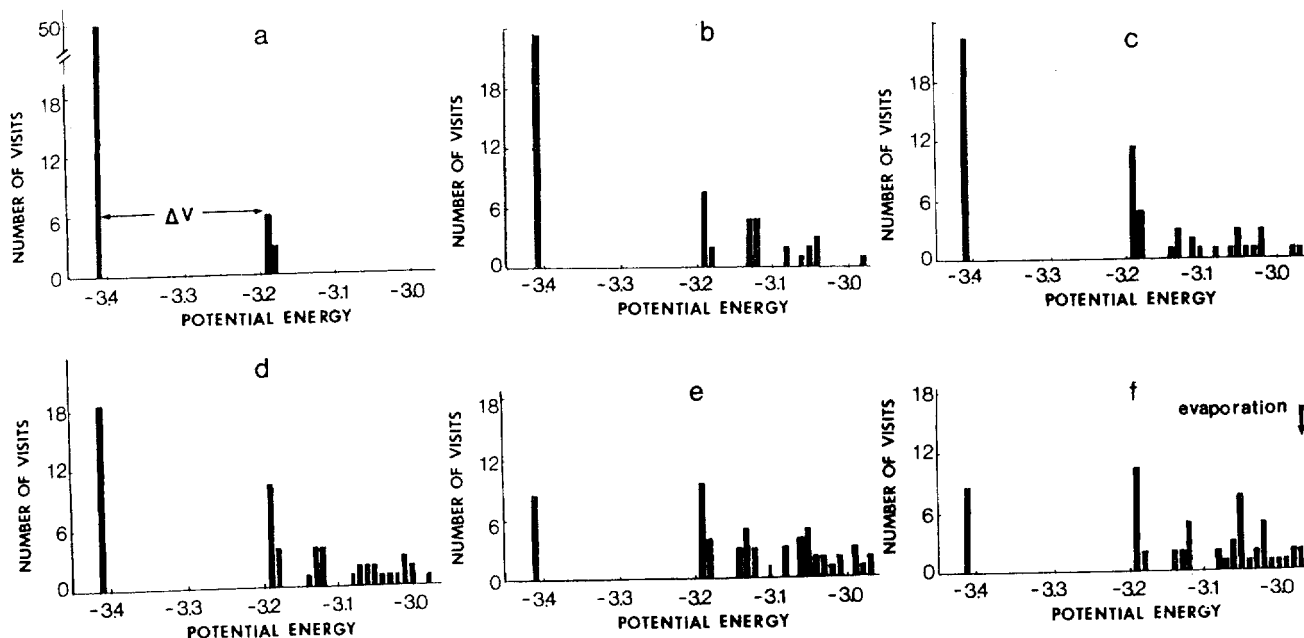 a
50
18
12
6
0
NUMBER OF VISITS
ΔV
-3.4 -3.3 -3.2 -3.1 -3.0
POTENTIAL ENERGY
b
18
12
6
0
NUMBER OF VISITS
-3.4 -3.3 -3.2 -3.1 -3.0
POTENTIAL ENERGY
c
18
12
6
0
NUMBER OF VISITS
-3.4 -3.3 -3.2 -3.1 -3.0
POTENTIAL ENERGY
d
18
12
6
0
NUMBER OF VISITS
-3.4 -3.3 -3.2 -3.1 -3.0
POTENTIAL ENERGY
e
18
12
6
0
NUMBER OF VISITS
-3.4 -3.3 -3.2 -3.1 -3.0
POTENTIAL ENERGY
f
evaporation
18
12
6
0
NUMBER OF VISITS
-3.4 -3.3 -3.2 -3.1 -3.0
POTENTIAL ENERGY